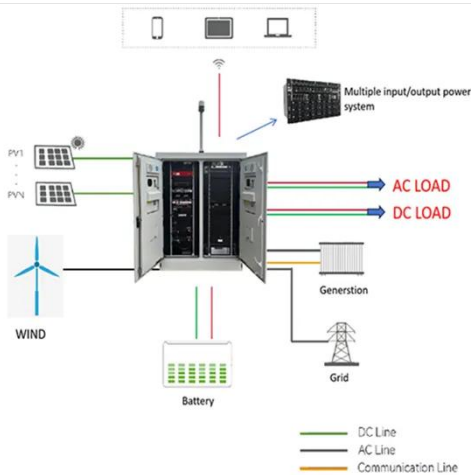 Multiple input/output power
system
PV1
PVN
AC LOAD
DC LOAD
WIND
Generstion
Battery
Grid
DC Line
AC Line
Communication Line